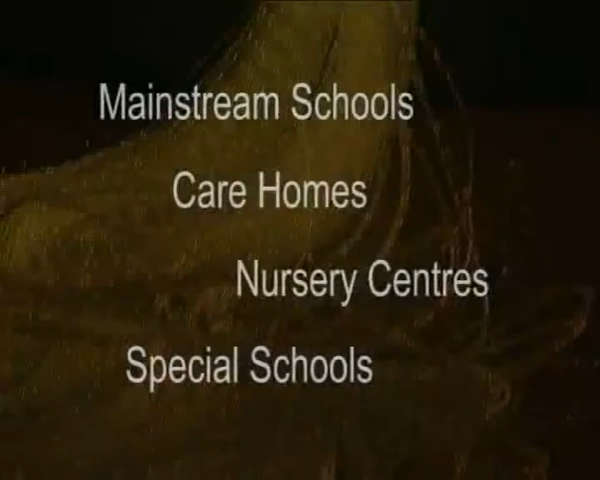 Mainstream Schools
Care Homes
Nursery Centres
Special Schools